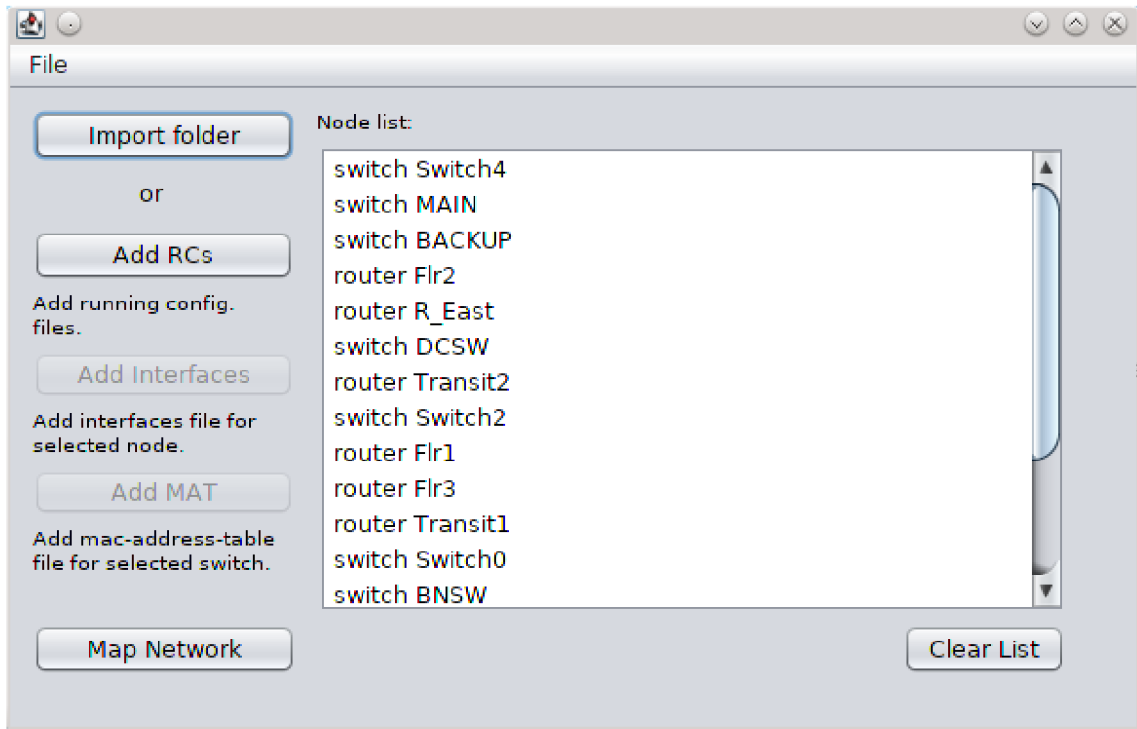 File
Import folder
or
Add RCs
Add running config.
files.
Add Interfaces
Add interfaces file for
selected node.
Add MAT
Add mac-address-table
file for selected switch.
Map Network
Node list:
switch Switch4
switch MAIN
switch BACKUP
router Flr2
router R_East
switch DCSW
router Transit2
switch Switch2
router Flr1
router Flr3
router Transit1
switch Switch0
switch BNSW
Clear List